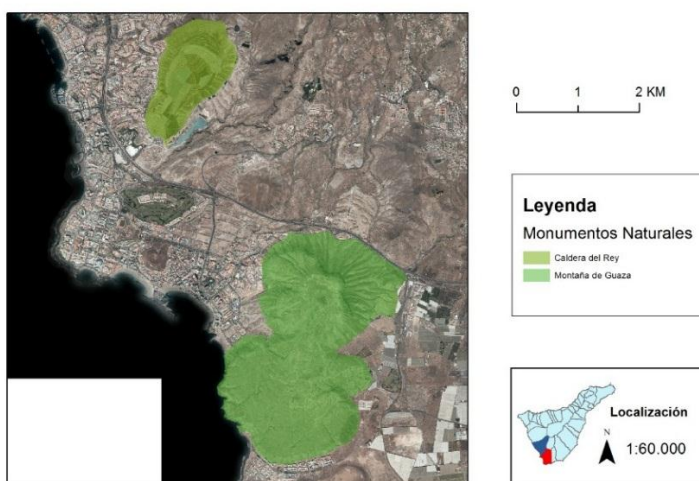 0 1 2 KM
Leyenda
Monumentos Naturales
Caldera del Rey
Montaña de Guaza
Localización
N
1:60.000